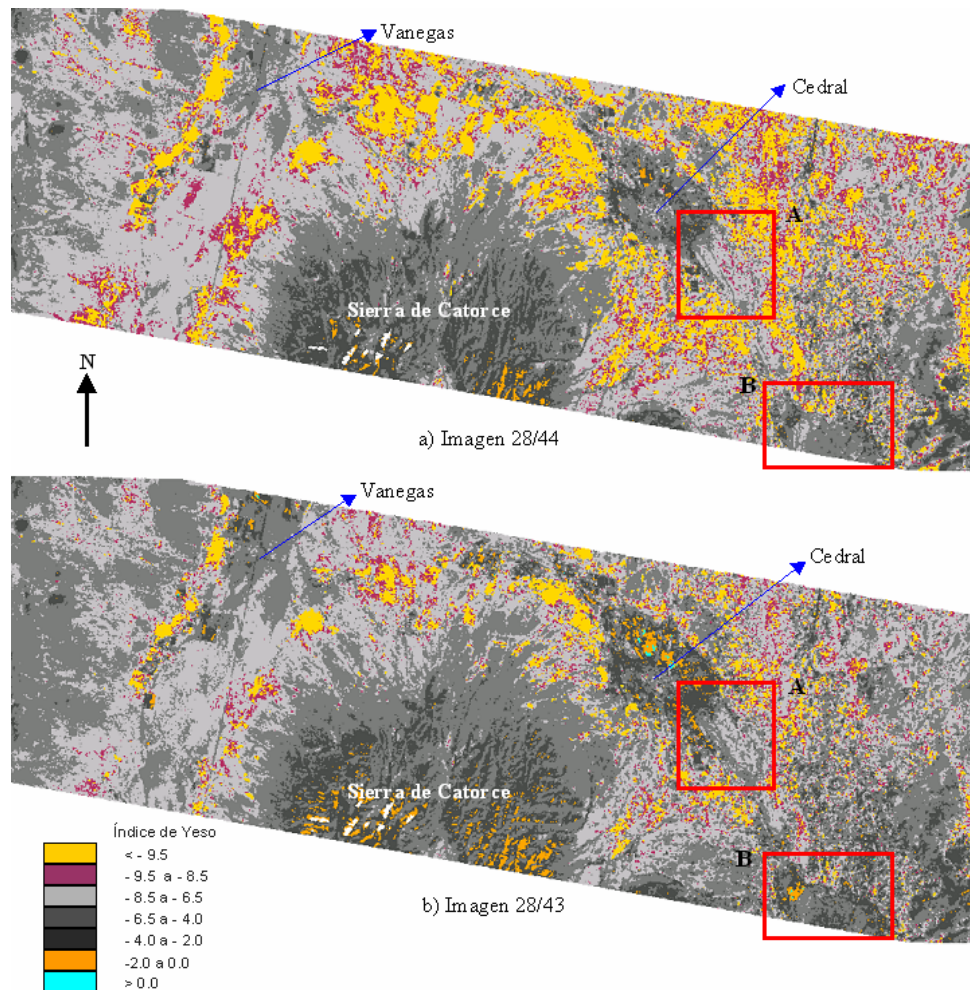 Vanegas
Cedral
A
Sierra de Catorce
N
B
a) Imagen 28/44
Vanegas
Cedral
A
Sierra de Catorce
Índice de Yeso
< - 9.5
- 9.5 a - 8.5
- 8.5 a - 6.5
- 6.5 a - 4.0
- 4.0 a - 2.0
-2.0 a 0.0
> 0.0
B
b) Imagen 28/43